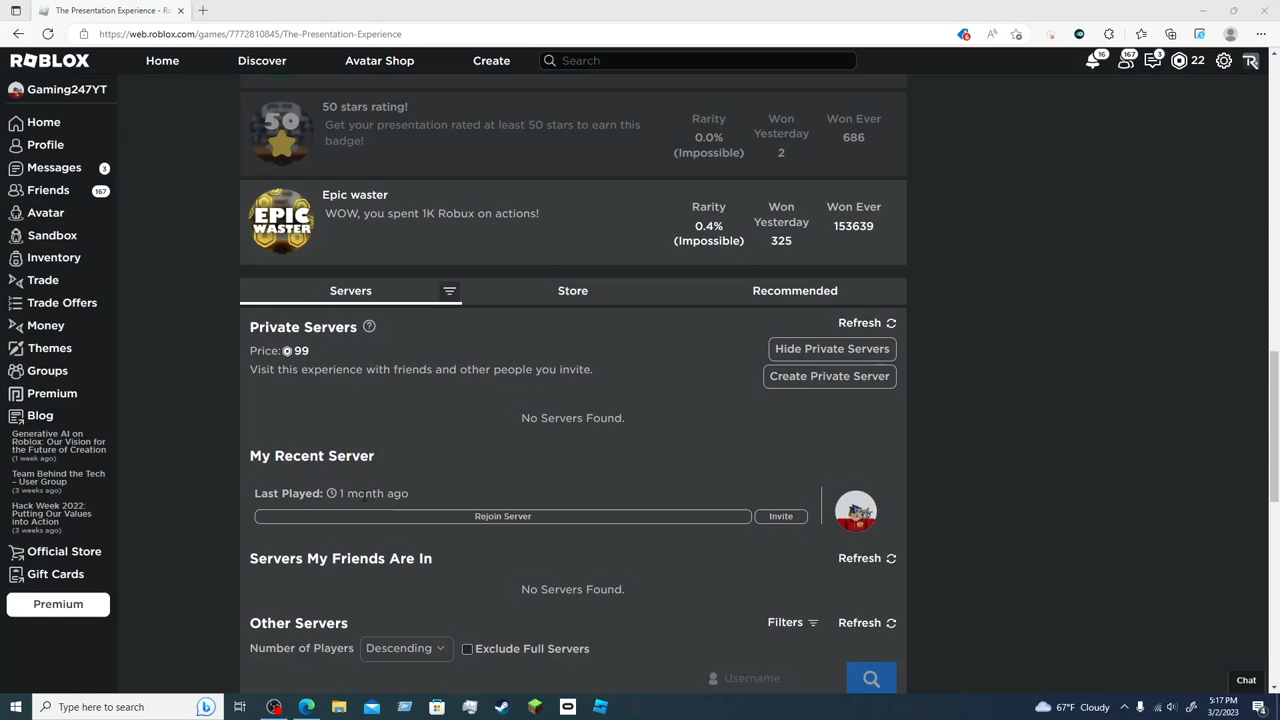 The Presentation Experience - Ro
https://web.roblox.com/games/7772810845/The-Presentation-Experience
6
ROBLOX
Home
Discover
Avatar Shop
Create
Search
16
167
3
22
Gaming247YT
Home
Profile
Messages
3
Friends
167
Avatar
Sandbox
Inventory
Trade
Trade Offers
Money
Themes
Groups
Premium
Blog
Generative AI on
Roblox: Our Vision for
the Future of Creation
(1 week ago)
Team Behind the Tech
– User Group
(3 weeks ago)
Hack Week 2022:
Putting Our Values
into Action
(3 weeks ago)
Official Store
Gift Cards
Premium
50
50 stars rating!
Get your presentation rated at least 50 stars to earn this
badge!
Rarity
0.0%
(Impossible)
Won
Yesterday
2
Won Ever
686
EPIC
WASTER
Epic waster
WOW, you spent 1K Robux on actions!
Rarity
0.4%
(Impossible)
Won
Yesterday
325
Won Ever
153639
Servers
Store
Recommended
Private Servers
Refresh
Price: 99
Hide Private Servers
Visit this experience with friends and other people you invite.
Create Private Server
No Servers Found.
My Recent Server
Last Played: 1 month ago
Rejoin Server
Invite
Servers My Friends Are In
Refresh
No Servers Found.
Other Servers
Filters
Refresh
Number of Players
Descending
Exclude Full Servers
Username
Chat
Type here to search
67°F Cloudy
5:17 PM
3/2/2023